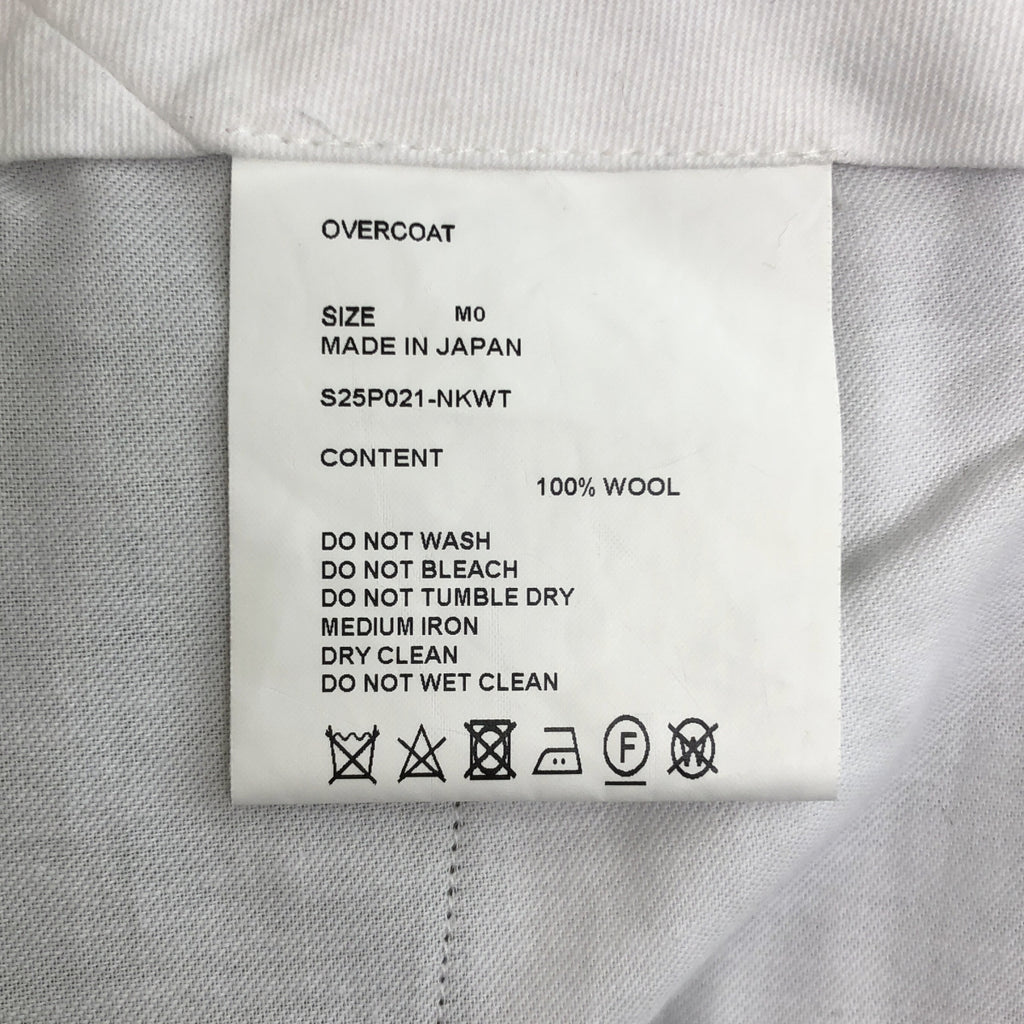 OVERCOAT
SIZE M0
MADE IN JAPAN
S25P021-NKWT
CONTENT
100% WOOL
DO NOT WASH
DO NOT BLEACH
DO NOT TUMBLE DRY
MEDIUM IRON
DRY CLEAN
DO NOT WET CLEAN
F W